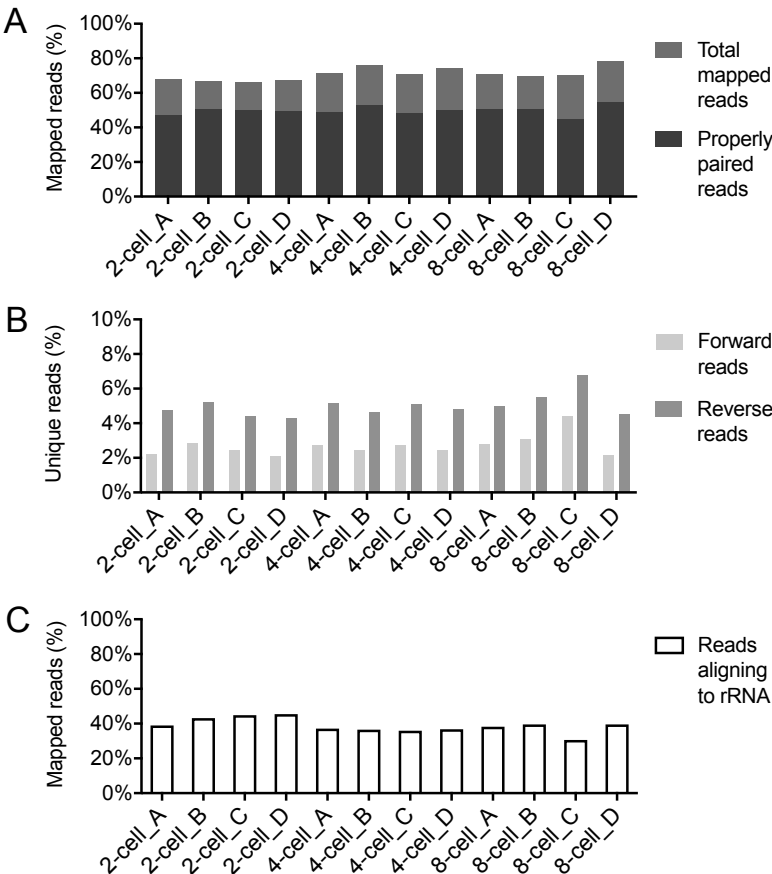 A
Mapped reads (%)
100%
80%
60%
40%
20%
0%
2-cell_A
2-cell_B
2-cell_C
2-cell_D
4-cell_A
4-cell_B
4-cell_C
4-cell_D
8-cell_A
8-cell_B
8-cell_C
8-cell_D
Total
mapped
reads
Properly
paired
reads
B
Unique reads (%)
10%
8%
6%
4%
2%
0%
2-cell_A
2-cell_B
2-cell_C
2-cell_D
4-cell_A
4-cell_B
4-cell_C
4-cell_D
8-cell_A
8-cell_B
8-cell_C
8-cell_D
Forward
reads
Reverse
reads
C
Mapped reads (%)
100%
80%
60%
40%
20%
0%
2-cell_A
2-cell_B
2-cell_C
2-cell_D
4-cell_A
4-cell_B
4-cell_C
4-cell_D
8-cell_A
8-cell_B
8-cell_C
8-cell_D
Reads
aligning
to rRNA